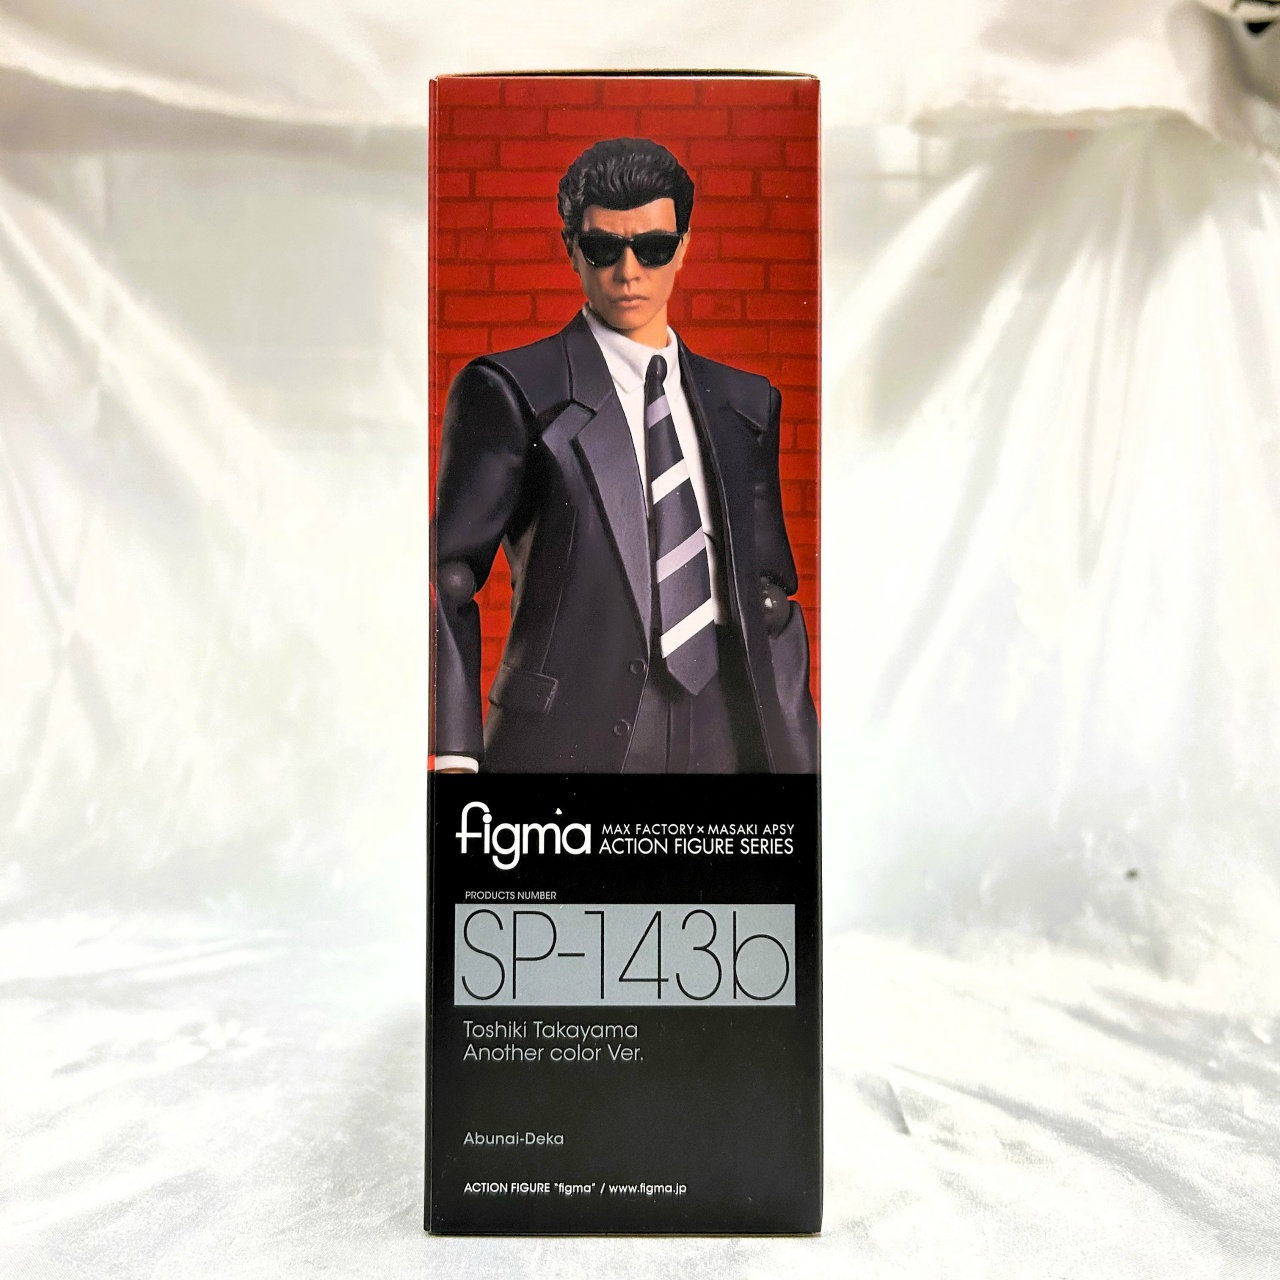 figma
MAX FACTORY×MASAKI APSY
ACTION FIGURE SERIES
PRODUCTS NUMBER
SP-143b
Toshiki Takayama
Another color Ver.
Abunai-Deka
ACTION FIGURE "figma" / www.figma.jp